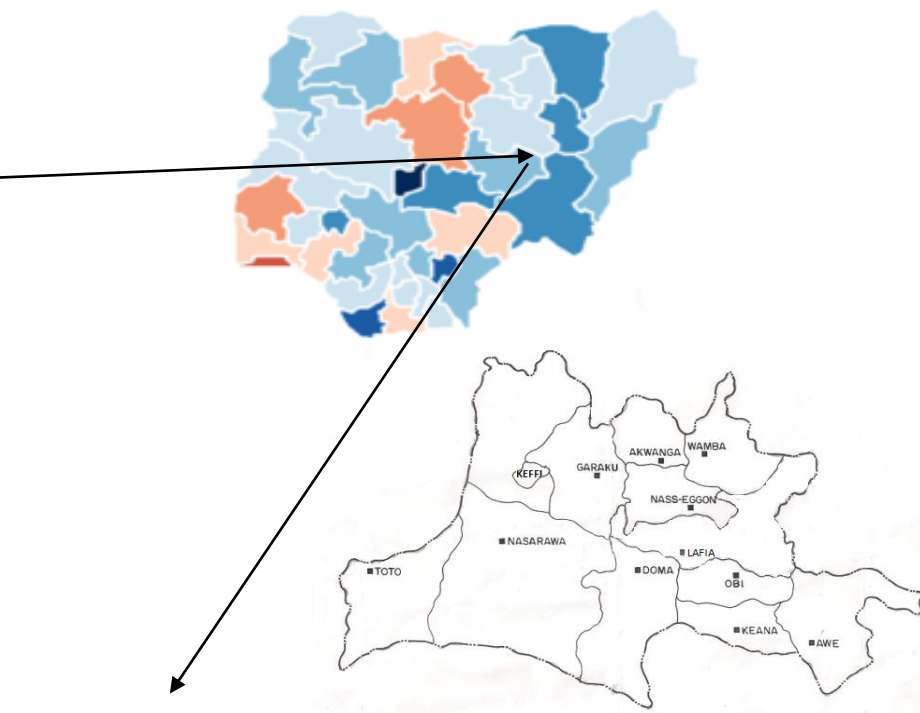 WAMBA
AKWANGA
KEFFI
GARAKU
NASS-EGGON
NASARAWA
LAFIA
TOTO
DOMA
OBI
KEANA
AWE